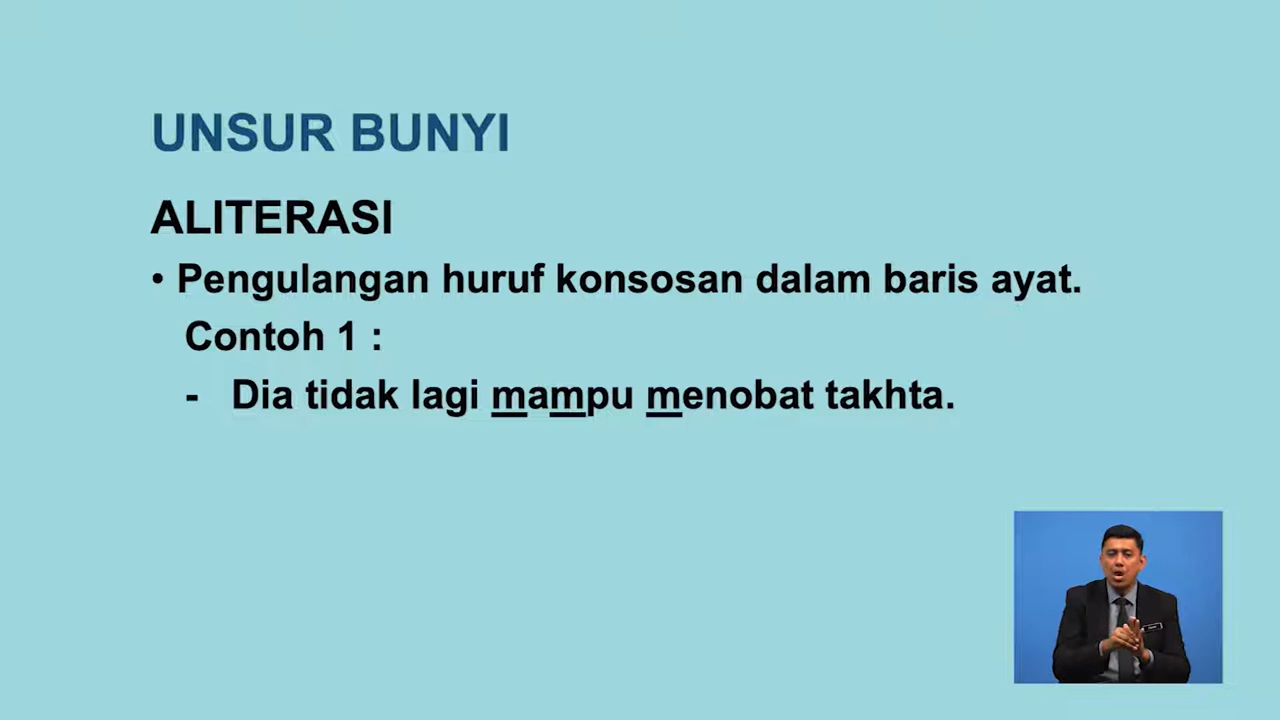 UNSUR BUNYI
ALITERASI
• Pengulangan huruf konsosan dalam baris ayat.
Contoh 1 :
- Dia tidak lagi mampu menobat takhta.